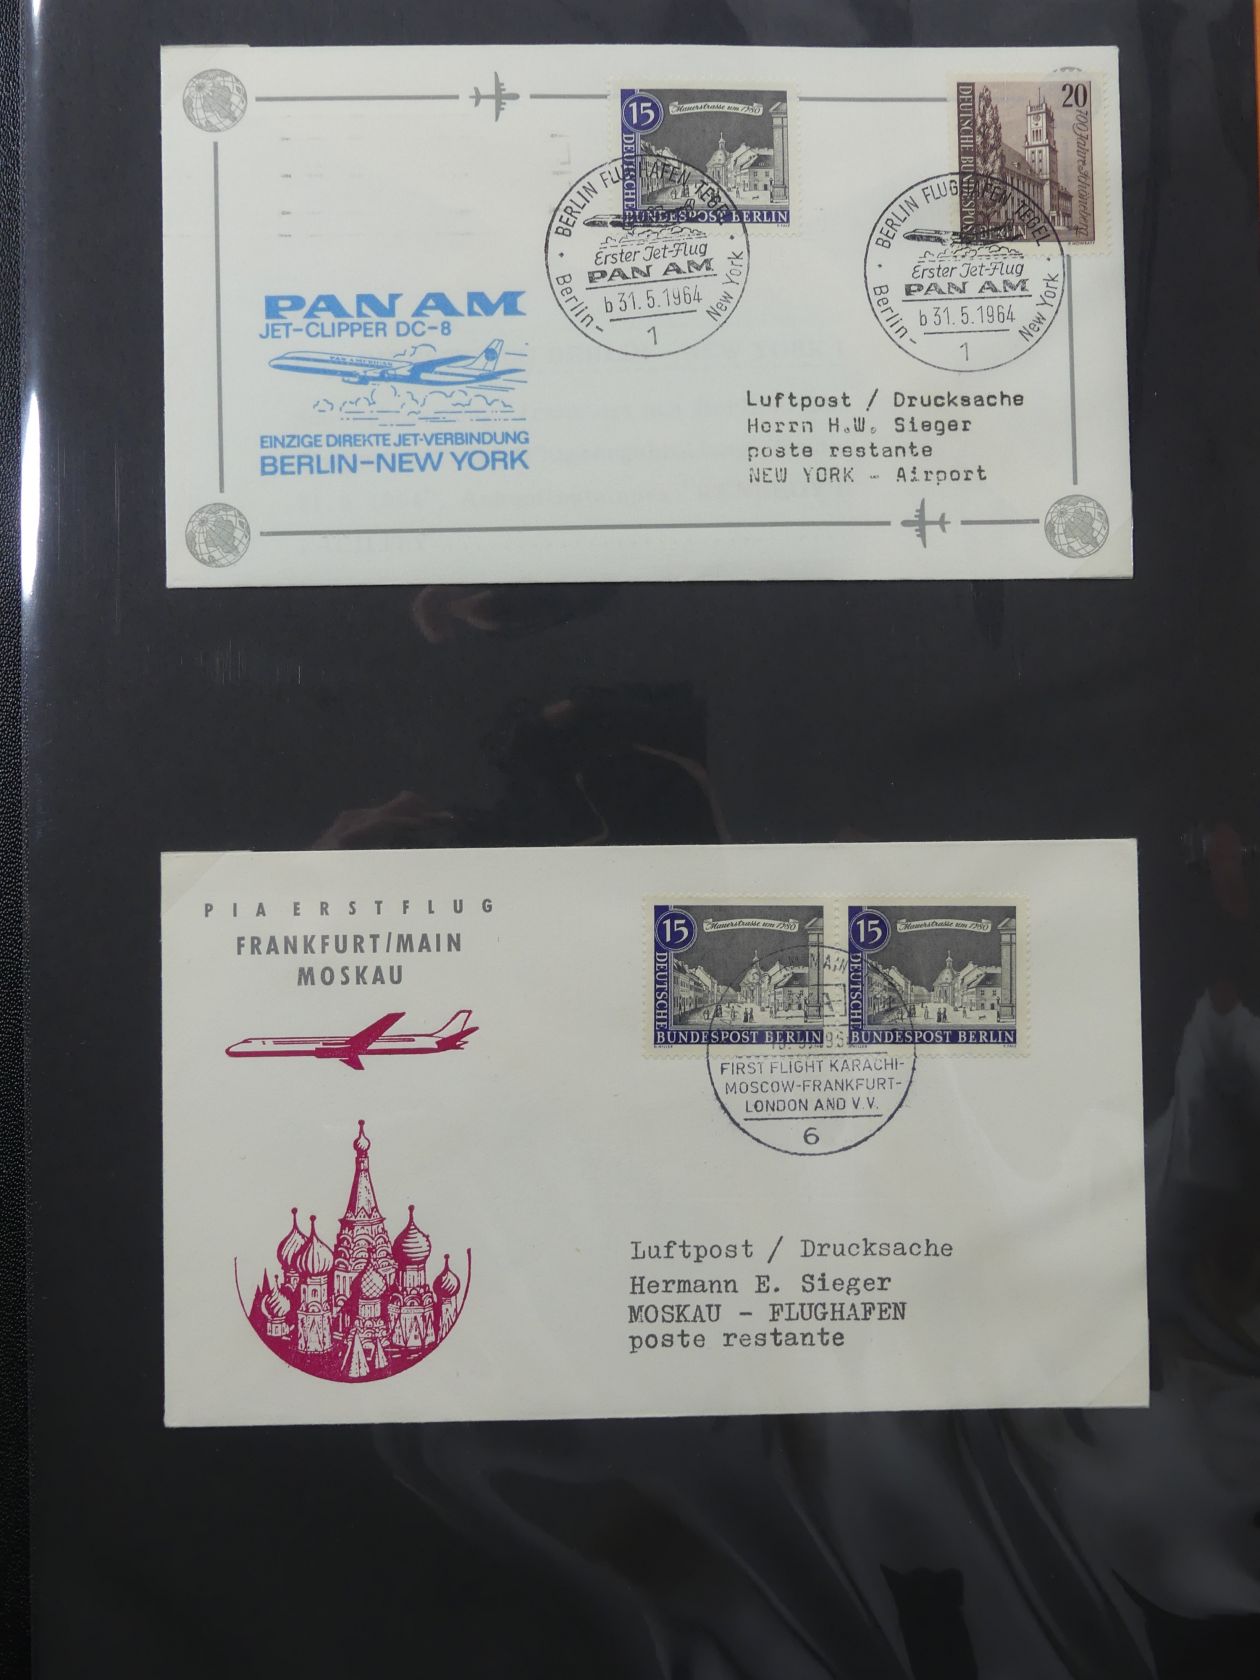 PAN AM
JET-CLIPPER DC-8
PAN AMERICAN
EINZIGE DIREKTE JET-VERBINDUNG
BERLIN-NEW YORK
15
Mauerstrasse um 1780
DEUTSCHE
BUNDESPOST BERLIN
20
700 Jahre Schöneberg
DEUTSCHE BUNDESPOST
BERLIN FLUGHAFEN TEGEL
Erster Jet-Flug
PAN AM
b 31.5.1964
Berlin-
New York
1
BERLIN FLUGHAFEN TEGEL
Erster Jet-Flug
PAN AM
b 31.5.1964
Berlin-
New York
1
Luftpost / Drucksache
Herrn H.W. Sieger
poste restante
NEW YORK - Airport
PIA ERSTFLUG
FRANKFURT/MAIN
MOSKAU
15
Mauerstrasse um 1780
DEUTSCHE
BUNDESPOST BERLIN
15
Mauerstrasse um 1780
DEUTSCHE
BUNDESPOST BERLIN
MAIN
FIRST FLIGHT KARACHI-
MOSCOW-FRANKFURT-
LONDON AND V.V.
6
Luftpost / Drucksache
Hermann E. Sieger
MOSKAU - FLUGHAFEN
poste restante